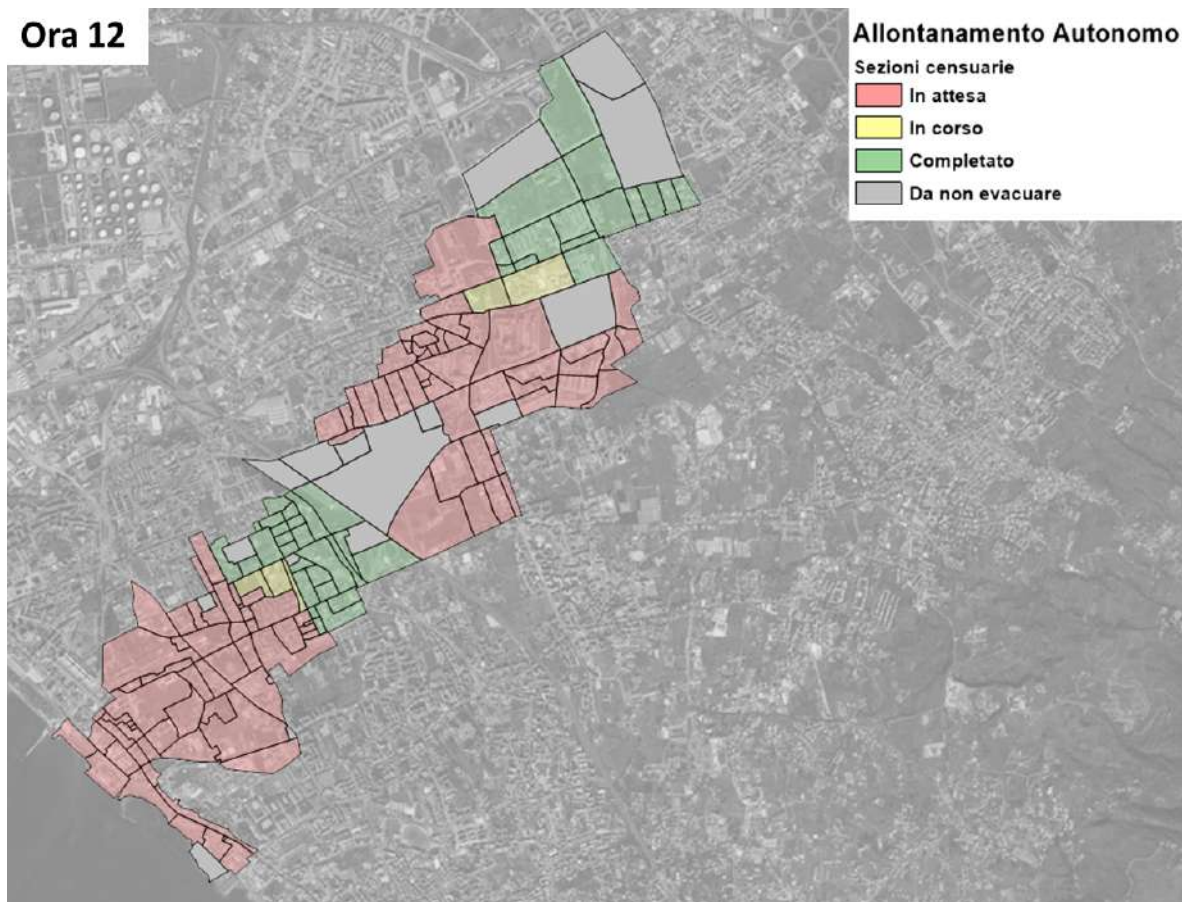 Ora 12
Allontanamento Autonomo
Sezioni censuarie
In attesa
In corso
Completato
Da non evacuare